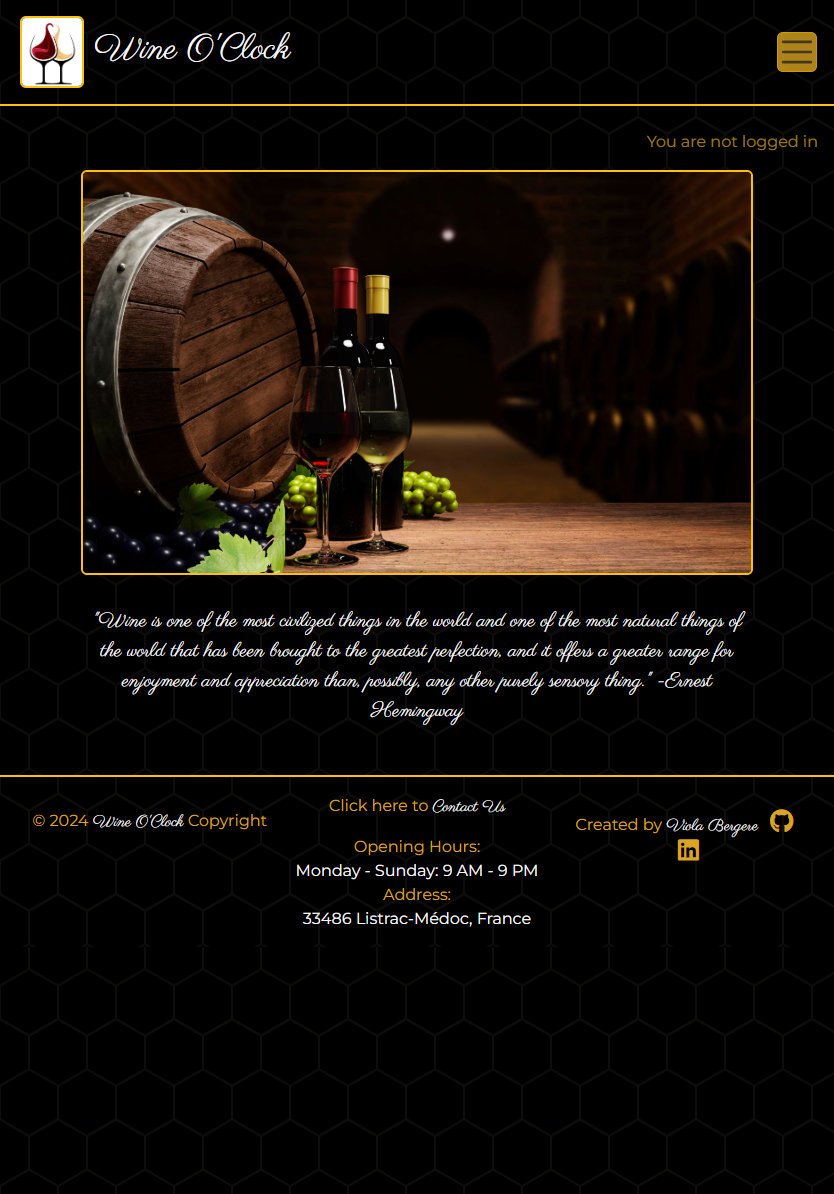 Wine O'Clock
You are not logged in
"Wine is one of the most civilized things in the world and one of the most natural things of
the world that has been brought to the greatest perfection, and it offers a greater range for
enjoyment and appreciation than, possibly, any other purely sensory thing." -Ernest
Hemingway
© 2024 Wine O'Clock Copyright
Click here to Contact Us
Opening Hours:
Monday - Sunday: 9 AM - 9 PM
Address:
33486 Listrac-Médoc, France
Created by Viola Bergere
in